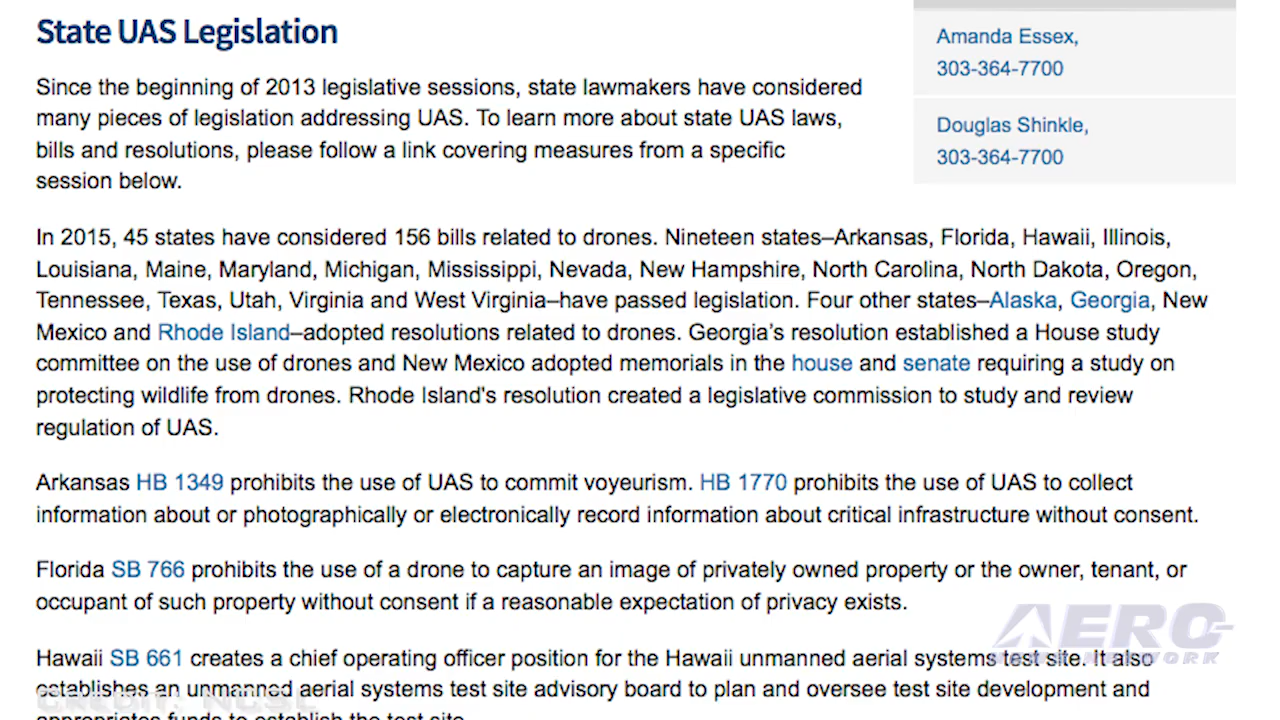 State UAS Legislation
Amanda Essex,
303-364-7700
Douglas Shinkle,
303-364-7700
Since the beginning of 2013 legislative sessions, state lawmakers have considered
many pieces of legislation addressing UAS. To learn more about state UAS laws,
bills and resolutions, please follow a link covering measures from a specific
session below.
In 2015, 45 states have considered 156 bills related to drones. Nineteen states–Arkansas, Florida, Hawaii, Illinois,
Louisiana, Maine, Maryland, Michigan, Mississippi, Nevada, New Hampshire, North Carolina, North Dakota, Oregon,
Tennessee, Texas, Utah, Virginia and West Virginia–have passed legislation. Four other states–Alaska, Georgia, New
Mexico and Rhode Island–adopted resolutions related to drones. Georgia’s resolution established a House study
committee on the use of drones and New Mexico adopted memorials in the house and senate requiring a study on
protecting wildlife from drones. Rhode Island's resolution created a legislative commission to study and review
regulation of UAS.
Arkansas HB 1349 prohibits the use of UAS to commit voyeurism. HB 1770 prohibits the use of UAS to collect
information about or photographically or electronically record information about critical infrastructure without consent.
Florida SB 766 prohibits the use of a drone to capture an image of privately owned property or the owner, tenant, or
occupant of such property without consent if a reasonable expectation of privacy exists.
Hawaii SB 661 creates a chief operating officer position for the Hawaii unmanned aerial systems test site. It also
establishes an unmanned aerial systems test site advisory board to plan and oversee test site development and
appropriates funds to establish the test site.
AERO
NEWS NETWORK
CREDIT: NCSL